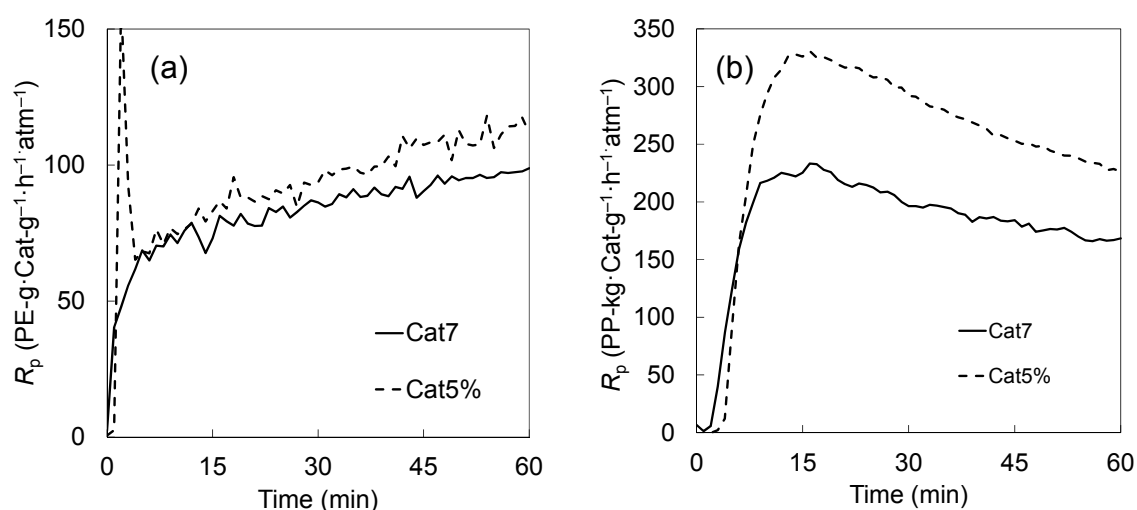 (a)
150
100
50
0
R_p (PE-g·Cat-g⁻¹·h⁻¹·atm⁻¹)
Cat7
Cat5%
0 15 30 45 60
Time (min)
(b)
350
300
250
200
150
100
50
0
R_p (PP-kg·Cat-g⁻¹·h⁻¹·atm⁻¹)
Cat7
Cat5%
0 15 30 45 60
Time (min)